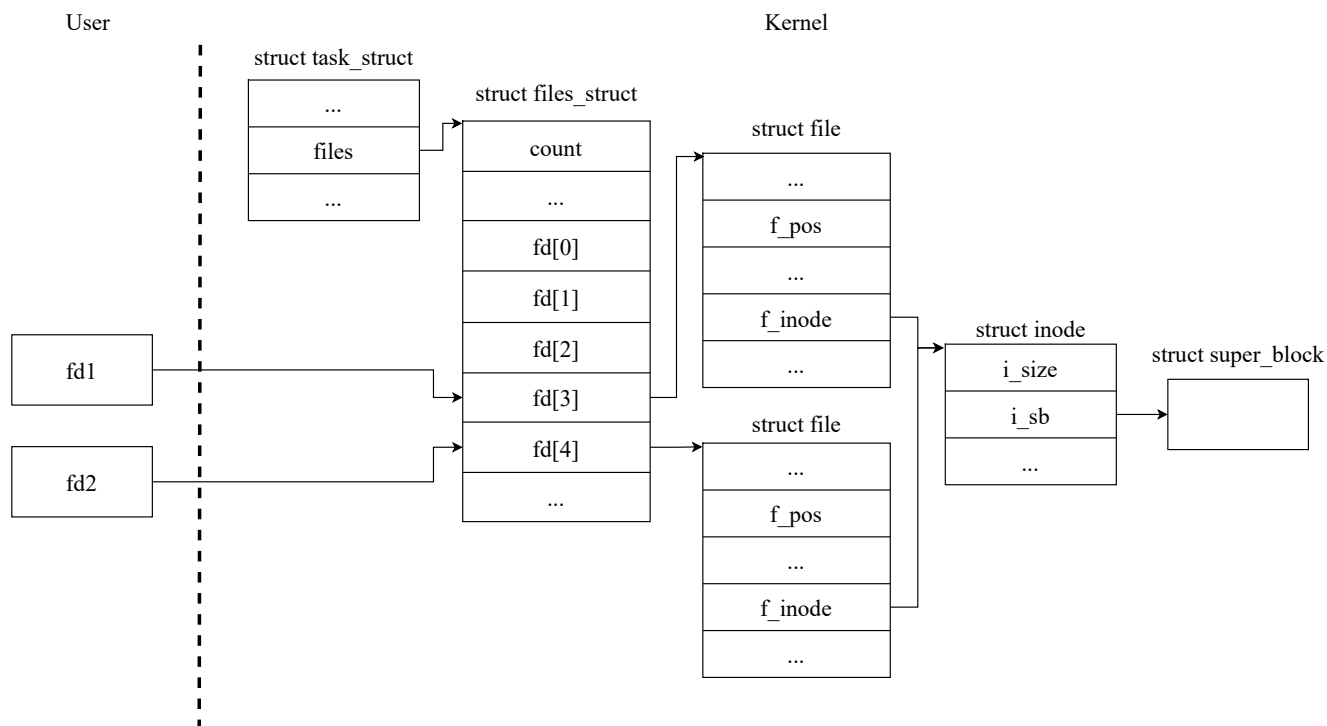 User
Kernel
struct task_struct
...
files
...
struct files_struct
count
...
fd[0]
fd[1]
fd[2]
fd[3]
fd[4]
...
fd1
fd2
struct file
...
f_pos
...
f_inode
...
struct file
...
f_pos
...
f_inode
...
struct inode
i_size
i_sb
...
struct super_block